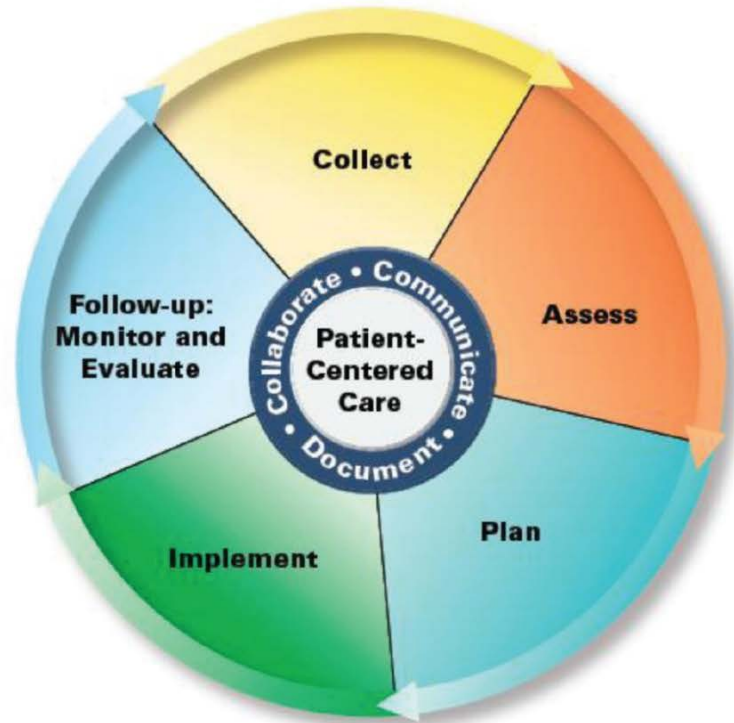 Collect
Assess
Plan
Implement
Follow-up:
Monitor and
Evaluate
Collaborate • Communicate • Document •
Patient-
Centered
Care